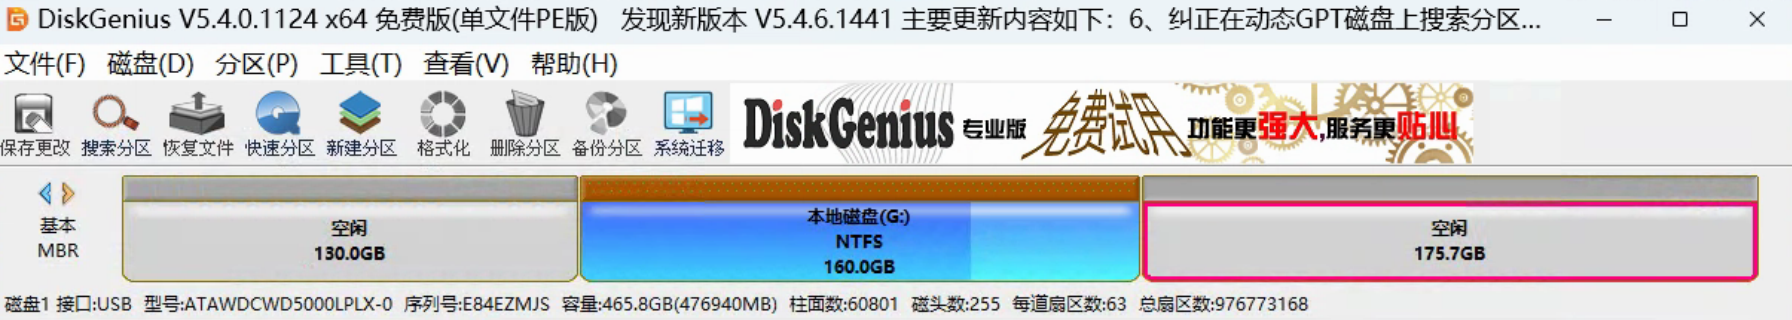 DiskGenius V5.4.0.1124 x64 免费版(单文件PE版) 发现新版本 V5.4.6.1441 主要更新内容如下：6、纠正在动态GPT磁盘上搜索分区...
文件(F) 磁盘(D) 分区(P) 工具(T) 查看(V) 帮助(H)
保存更改 搜索分区 恢复文件 快速分区 新建分区 格式化 删除分区 备份分区 系统迁移
DiskGenius 专业版 免费试用 功能更强大,服务更贴心
基本
MBR
空闲
130.0GB
本地磁盘(G:)
NTFS
160.0GB
空闲
175.7GB
磁盘1 接口:USB 型号:ATAWDCWD5000LPLX-0 序列号:E84EZMJS 容量:465.8GB(476940MB) 柱面数:60801 磁头数:255 每道扇区数:63 总扇区数:976773168